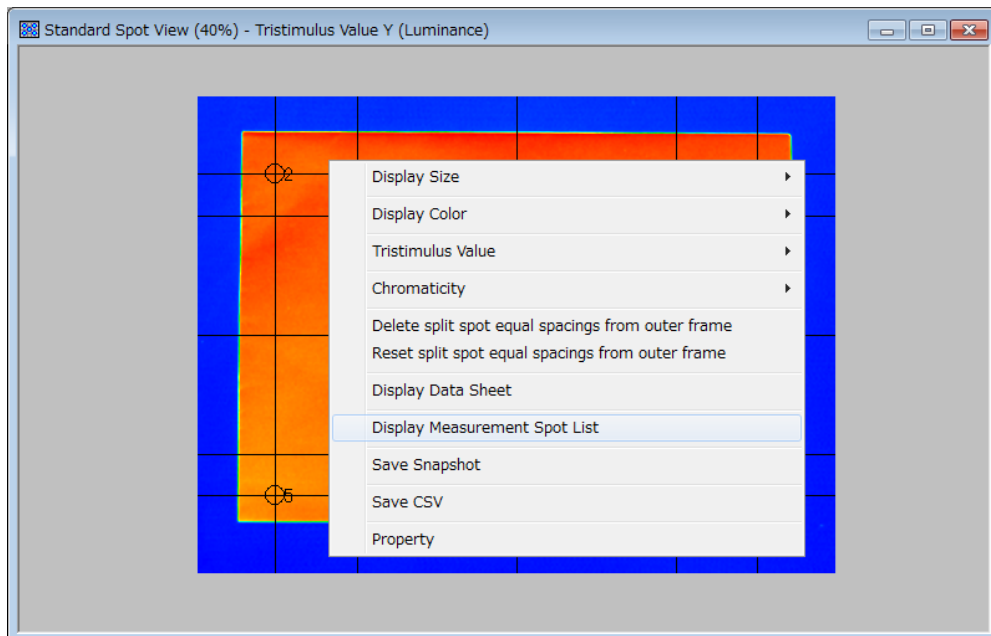 Standard Spot View (40%) - Tristimulus Value Y (Luminance)
2
Display Size
Display Color
Tristimulus Value
Chromaticity
Delete split spot equal spacings from outer frame
Reset split spot equal spacings from outer frame
Display Data Sheet
Display Measurement Spot List
Save Snapshot
5
Save CSV
Property